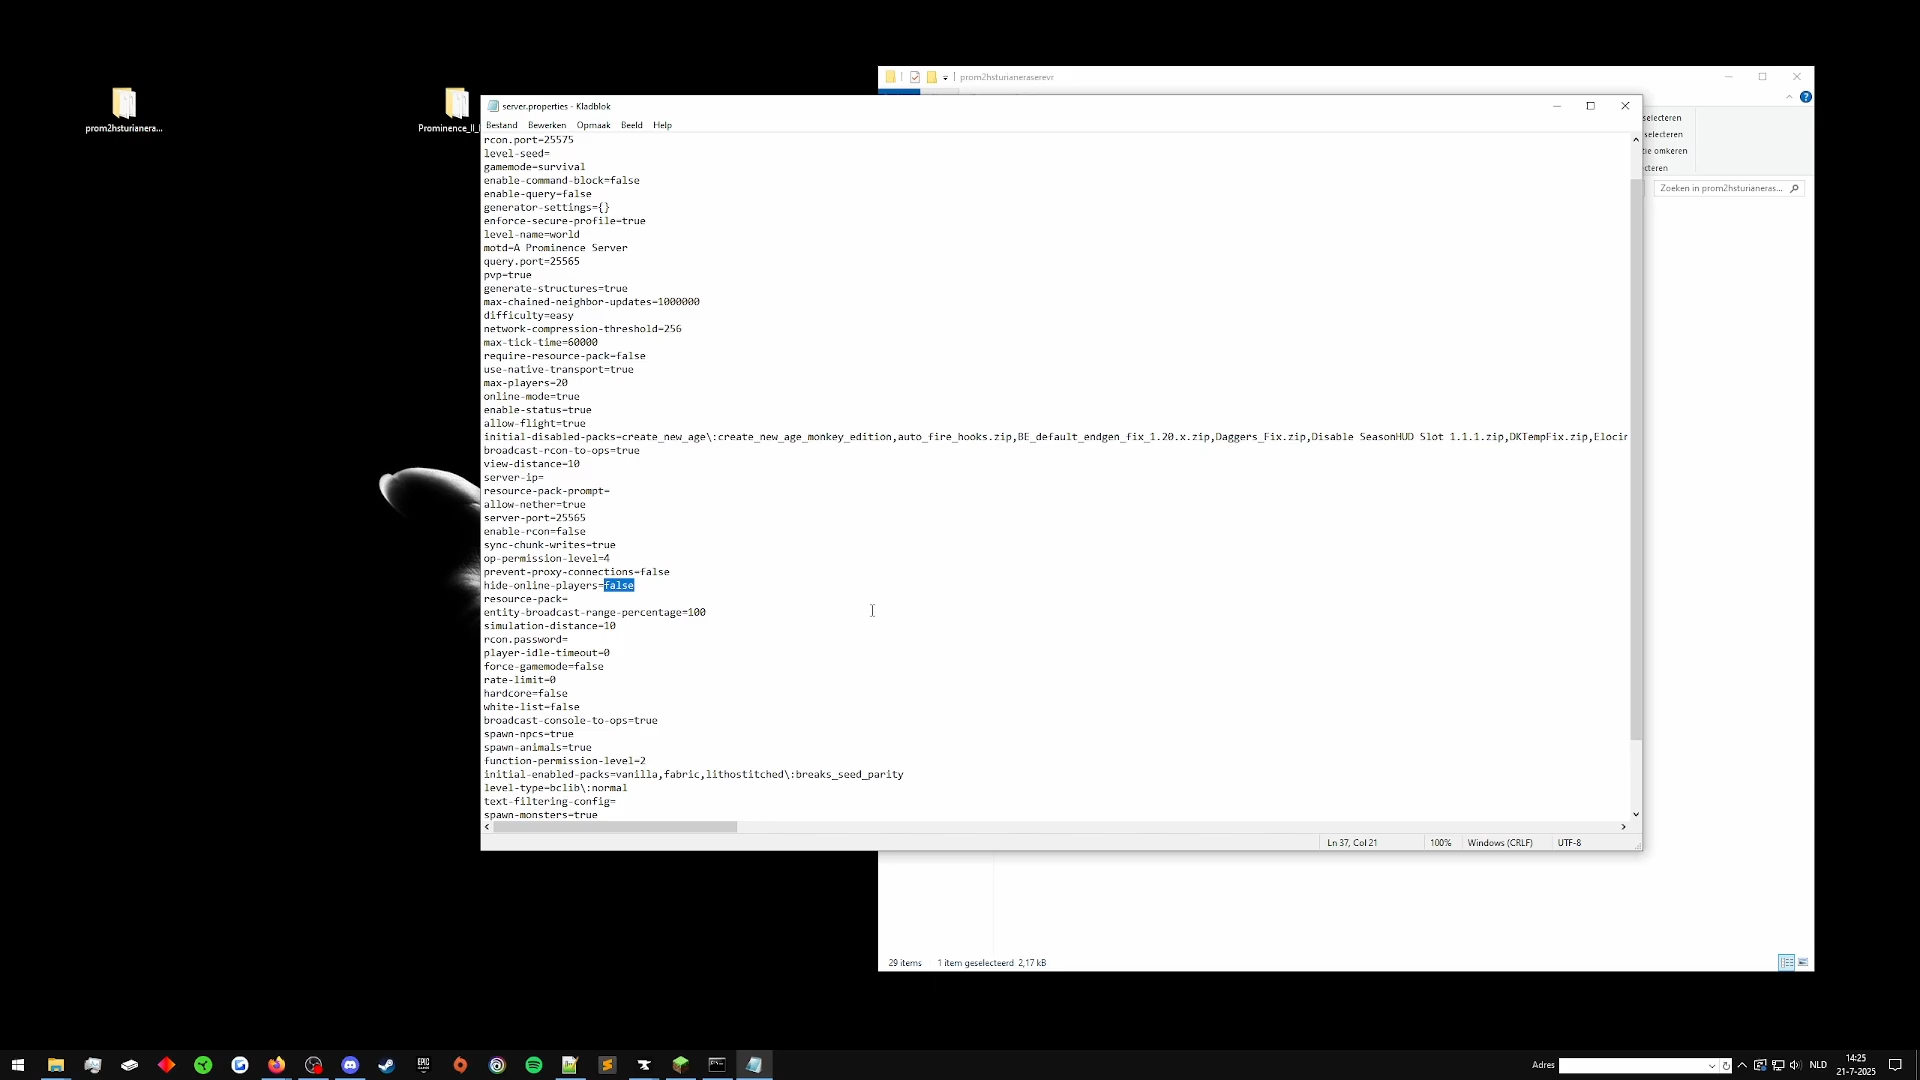 prom2hsturianera...
Prominence_II_
prom2hsturianeraserevr
selecteren
selecteren
tie omkeren
ecteren
Zoeken in prom2hsturianeras...
server.properties - Kladblok
Bestand Bewerken Opmaak Beeld Help
rcon.port=25575
level-seed=
gamemode=survival
enable-command-block=false
enable-query=false
generator-settings={}
enforce-secure-profile=true
level-name=world
motd=A Prominence Server
query.port=25565
pvp=true
generate-structures=true
max-chained-neighbor-updates=1000000
difficulty=easy
network-compression-threshold=256
max-tick-time=60000
require-resource-pack=false
use-native-transport=true
max-players=20
online-mode=true
enable-status=true
allow-flight=true
initial-disabled-packs=create_new_age\:create_new_age_monkey_edition,auto_fire_hooks.zip,BE_default_endgen_fix_1.20.x.zip,Daggers_Fix.zip,Disable SeasonHUD Slot 1.1.1.zip,DKTempFix.zip,Elocir
broadcast-rcon-to-ops=true
view-distance=10
server-ip=
resource-pack-prompt=
allow-nether=true
server-port=25565
enable-rcon=false
sync-chunk-writes=true
op-permission-level=4
prevent-proxy-connections=false
hide-online-players=false
resource-pack=
entity-broadcast-range-percentage=100
simulation-distance=10
rcon.password=
player-idle-timeout=0
force-gamemode=false
rate-limit=0
hardcore=false
white-list=false
broadcast-console-to-ops=true
spawn-npcs=true
spawn-animals=true
function-permission-level=2
initial-enabled-packs=vanilla,fabric,lithostitched\:breaks_seed_parity
level-type=bclib\:normal
text-filtering-config=
spawn-monsters=true
Ln 37, Col 21 100% Windows (CRLF) UTF-8
29 items 1 item geselecteerd 2,17 kB
EPIC GAMES
Adres
NLD
14:25
21-7-2025